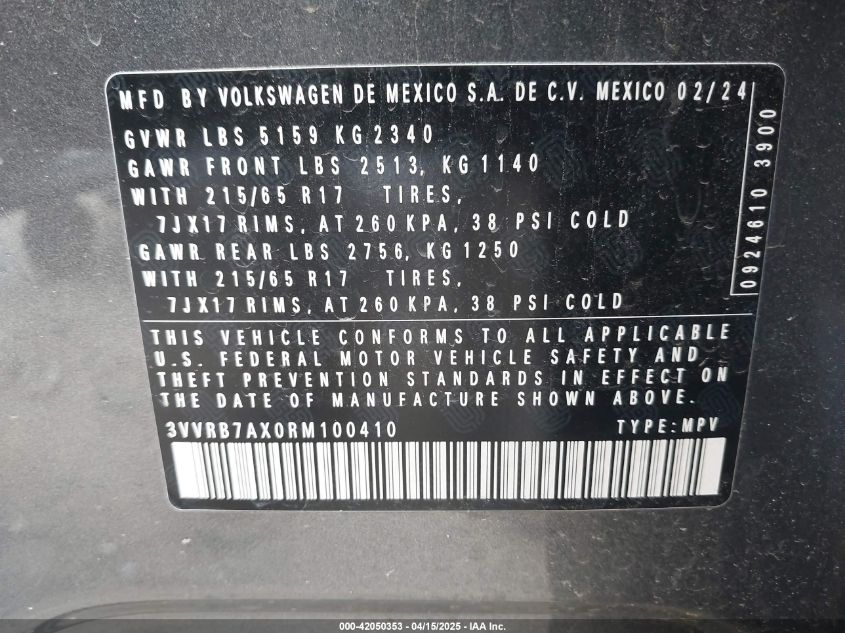 MFD BY VOLKSWAGEN DE MEXICO S.A. DE C.V. MEXICO 02/24
GVWR LBS 5159 KG 2340
GAWR FRONT LBS 2513, KG 1140
WITH 215/65 R17 TIRES,
7JX17 RIMS, AT 260 KPA, 38 PSI COLD
GAWR REAR LBS 2756, KG 1250
WITH 215/65 R17 TIRES,
7JX17 RIMS, AT 260 KPA, 38 PSI COLD
0924610 3900
THIS VEHICLE CONFORMS TO ALL APPLICABLE
U.S. FEDERAL MOTOR VEHICLE SAFETY AND
THEFT PREVENTION STANDARDS IN EFFECT ON
THE DATE OF MANUFACTURE SHOWN ABOVE.
3VVRB7AX0RM100410 TYPE:MPV
000-42050353 - 04/15/2025 - IAA Inc.